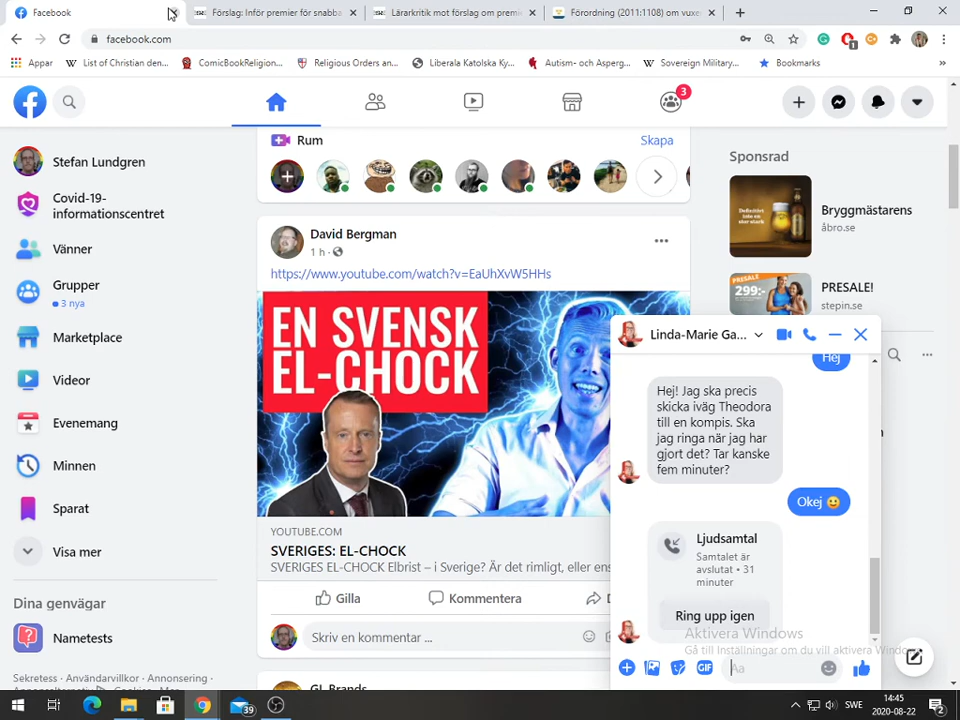 Facebook
Förslag: Inför premier för snabba
Lärarkritik mot förslag om premie
Förordning (2011:1108) om vuxe
facebook.com
1
Appar
List of Christian den...
ComicBookReligion...
Religious Orders an...
Liberala Katolska Ky...
Autism- och Asperg...
Sovereign Military...
Bookmarks
»
3
Stefan Lundgren
Covid-19-
informationscentret
Vänner
Grupper
3 nya
Marketplace
Videor
Evenemang
Minnen
Sparat
Visa mer
Dina genvägar
Nametests
Sekretess · Användarvillkor · Annonsering ·
Rum
Skapa
David Bergman
1 h ·
https://www.youtube.com/watch?v=EaUhXvW5HHs
EN SVENSK
EL-CHOCK
YOUTUBE.COM
SVERIGES: EL-CHOCK
SVERIGES EL-CHOCK Elbrist – i Sverige? Är det rimligt, eller ens
Gilla
Kommentera
D
Skriv en kommentar ...
GL Brands
Sponsrad
Bryggmästarens
åbro.se
PRESALE!
299:-
stepin.se
Linda-Marie Ga...
Hej
Hej! Jag ska precis
skicka iväg Theodora
till en kompis. Ska
jag ringa när jag har
gjort det? Tar kanske
fem minuter?
Okej
Ljudsamtal
Samtalet är
avslutat • 31
minuter
Ring upp igen
Aktivera Windows
Gå till Inställningar om du vill aktivera Windows.
GIF
Aa
39
SWE
14:45
2020-08-22
2